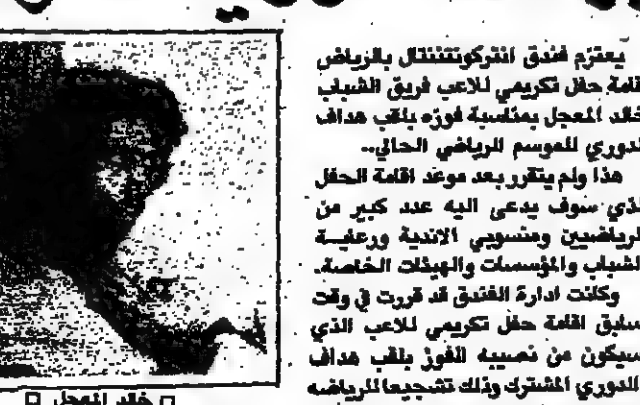 يعتزم فندق انتركونتننتال بالرياض
اقامة حفل تكريمي للاعب فريق الشباب
خالد المعجل بمناسبة فوزه بلقب هداف
الدوري للموسم الرياضي الحالي..
هذا ولم يتقرر بعد موعد اقامة الحفل
الذي سوف يدعى اليه عدد كبير من
الرياضيين ومنسوبي الاندية ورعايـة
الشباب والمؤسسات والهيئات الخاصة.
وكانت ادارة الفندق قد قررت في وقت
سابق اقامة حفل تكريمي للاعب الذي
سيكون من نصيبه الفوز بلقب هداف
الدوري المشترك وذلك تشجيعا للرياضه
خالد المعجل